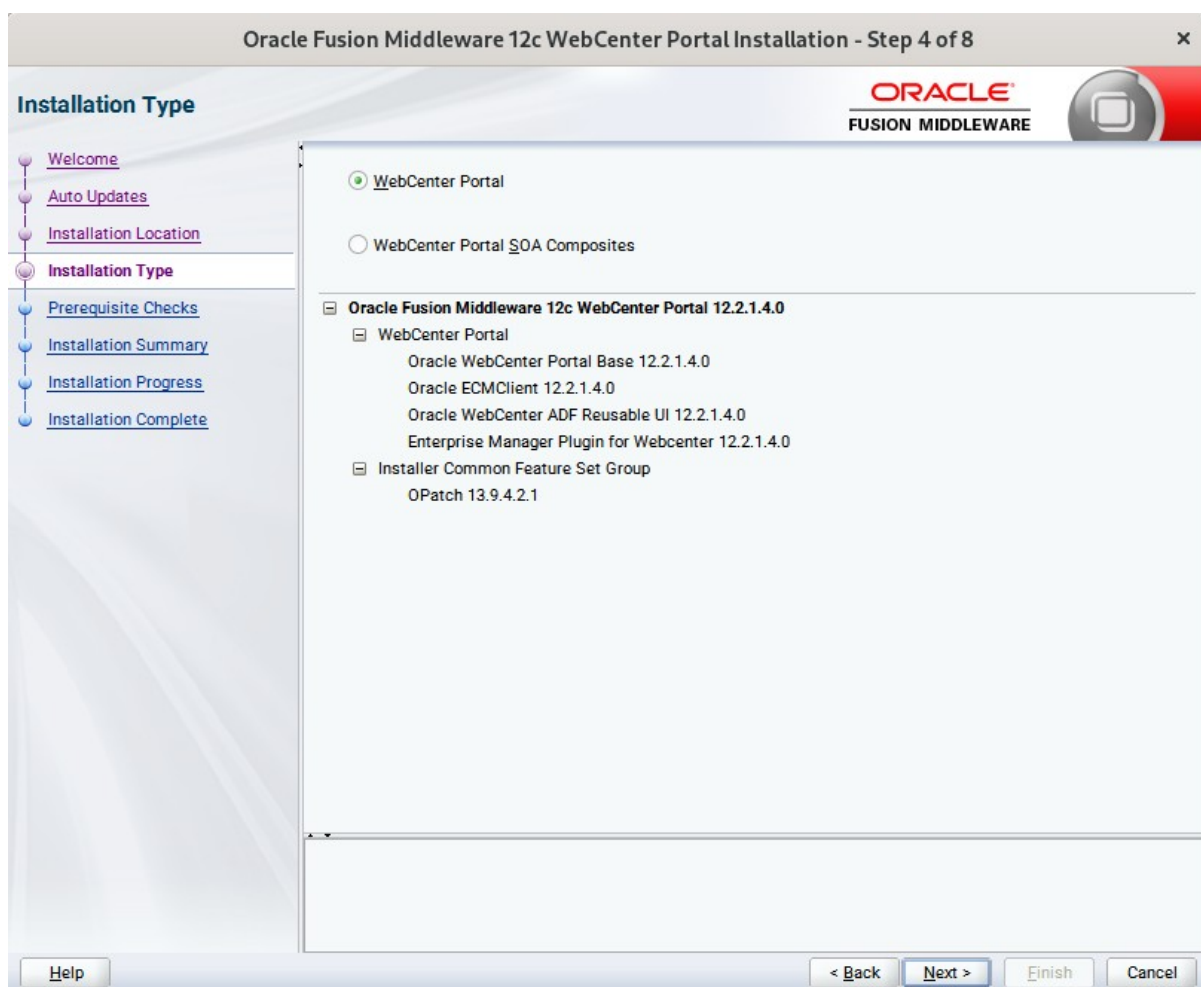 Oracle Fusion Middleware 12c WebCenter Portal Installation - Step 4 of 8
Installation Type
ORACLE
FUSION MIDDLEWARE
Welcome
Auto Updates
Installation Location
Installation Type
Prerequisite Checks
Installation Summary
Installation Progress
Installation Complete
WebCenter Portal
WebCenter Portal SOA Composites
Oracle Fusion Middleware 12c WebCenter Portal 12.2.1.4.0
WebCenter Portal
Oracle WebCenter Portal Base 12.2.1.4.0
Oracle ECMClient 12.2.1.4.0
Oracle WebCenter ADF Reusable UI 12.2.1.4.0
Enterprise Manager Plugin for Webcenter 12.2.1.4.0
Installer Common Feature Set Group
OPatch 13.9.4.2.1
Help
< Back
Next >
Finish
Cancel